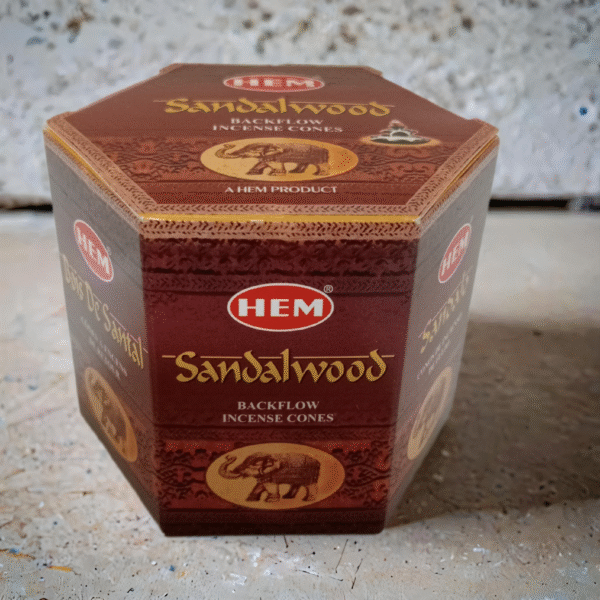 HEM
Sandalwood
BACKFLOW
INCENSE CONES
A HEM PRODUCT
HEM
Bois De Santal
HEM®
Sandalwood
BACKFLOW
INCENSE CONES
HEM